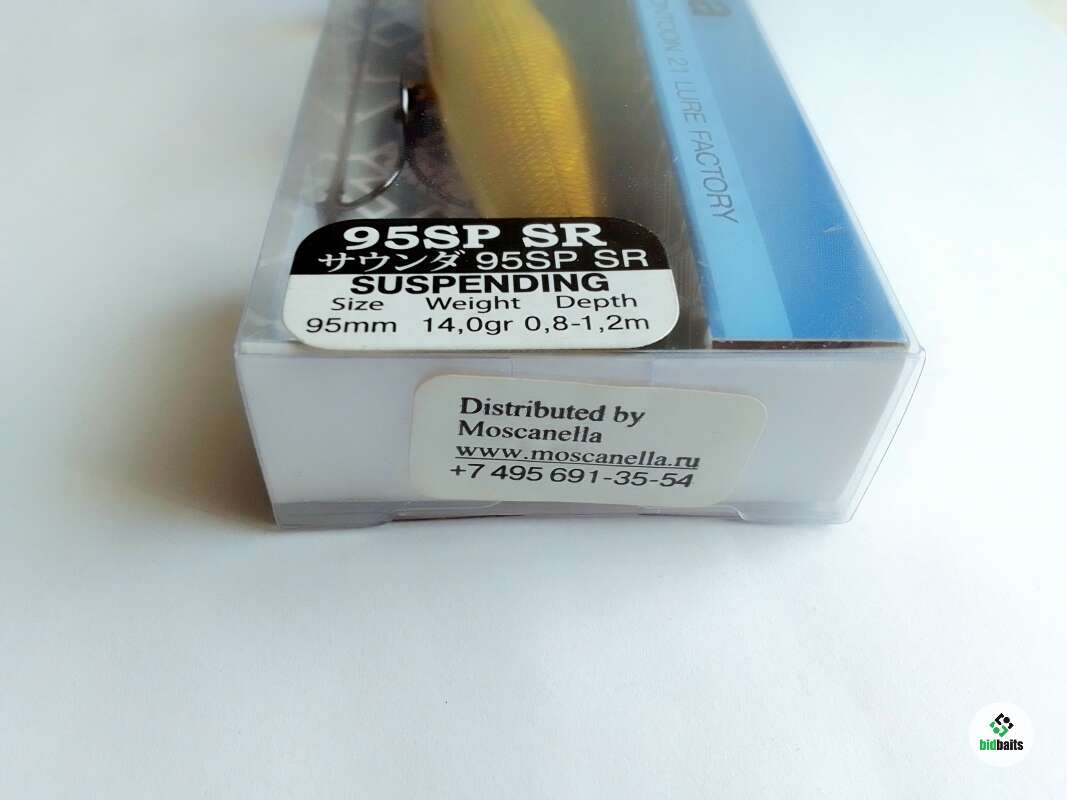 21 LURE FACTORY
95SP SR
サウンダ 95SP SR
SUSPENDING
Size Weight Depth
95mm 14,0gr 0,8-1,2m
Distributed by
Moscanella
www.moscanella.ru
+7 495 691-35-54
bidbaits